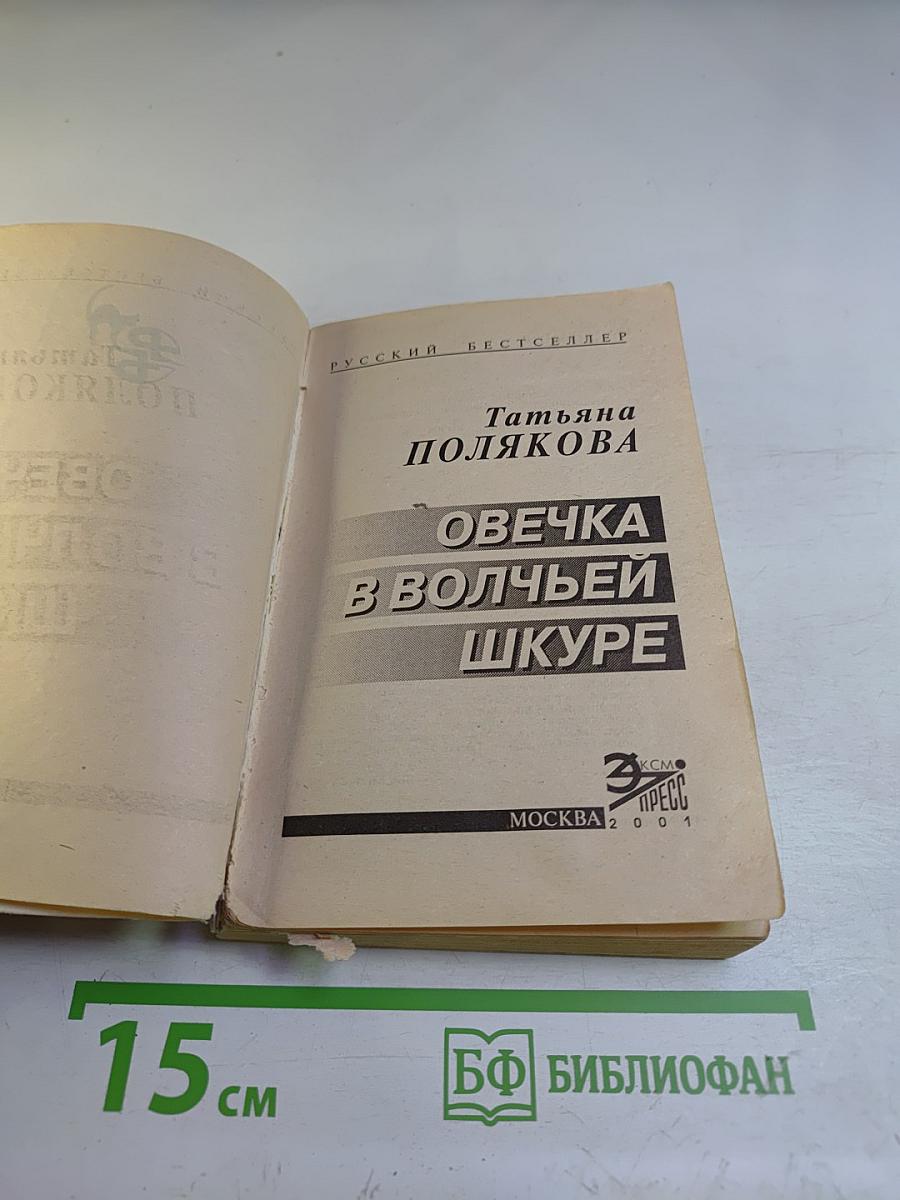 РУССКИЙ БЕСТСЕЛЛЕР
Татьяна
ПОЛЯКОВА
ОВЕЧКА
В ВОЛЧЬЕЙ
ШКУРЕ
ЭКСМО
ПРЕСС
МОСКВА 2001
15 см
БФ БИБЛИОФАН